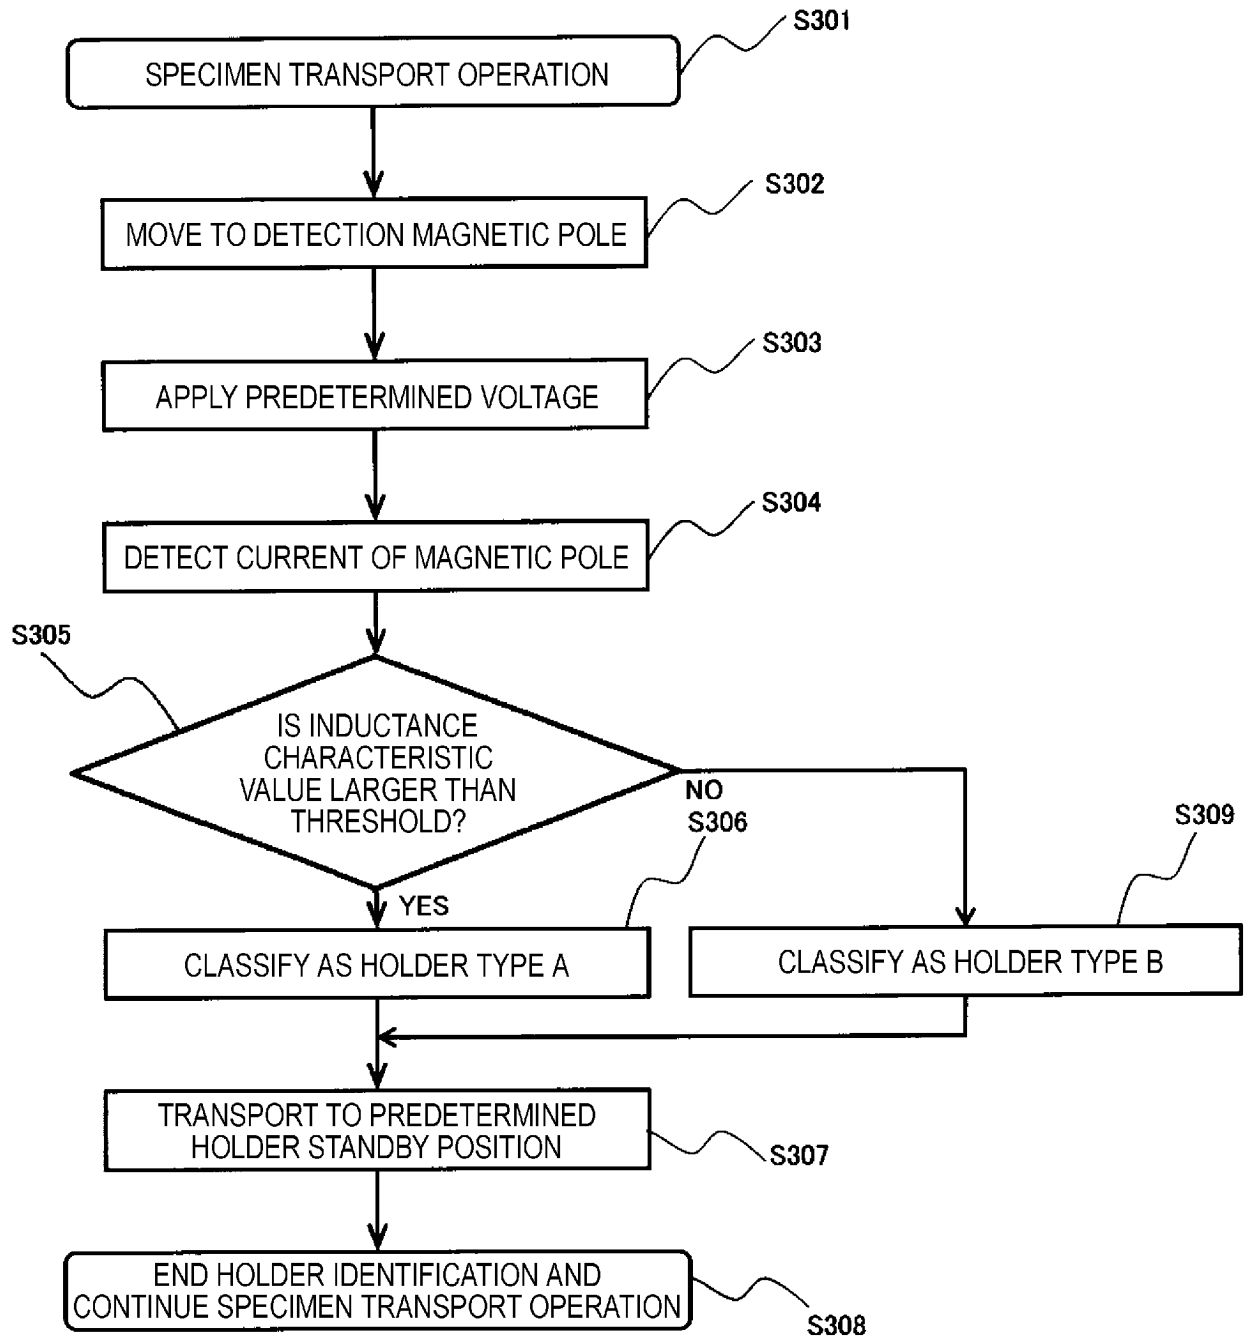 S301
SPECIMEN TRANSPORT OPERATION
S302
MOVE TO DETECTION MAGNETIC POLE
S303
APPLY PREDETERMINED VOLTAGE
S304
DETECT CURRENT OF MAGNETIC POLE
S305
IS INDUCTANCE
CHARACTERISTIC
VALUE LARGER THAN
THRESHOLD?
NO
S306
S309
YES
CLASSIFY AS HOLDER TYPE A
CLASSIFY AS HOLDER TYPE B
TRANSPORT TO PREDETERMINED
HOLDER STANDBY POSITION
S307
END HOLDER IDENTIFICATION AND
CONTINUE SPECIMEN TRANSPORT OPERATION
S308